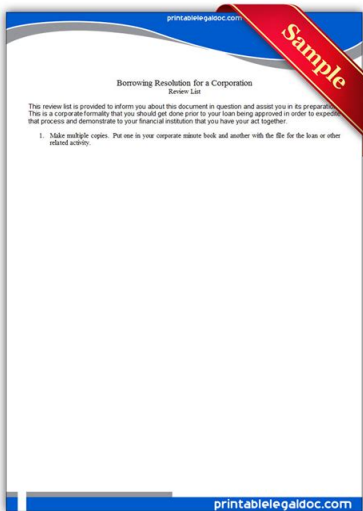 printablelegaldoc.com
Sample
Borrowing Resolution for a Corporation
Review List
This review list is provided to inform you about this document in question and assist you in its
This is a corporate formality that you should get done prior to your loan being approved in order to expedite
that process and demonstrate to your financial institution that you have your act together.
1. Make multiple copies. Put one in your corporate minute book and another with the file for the loan or other
related activity.
printablelegaldoc.com